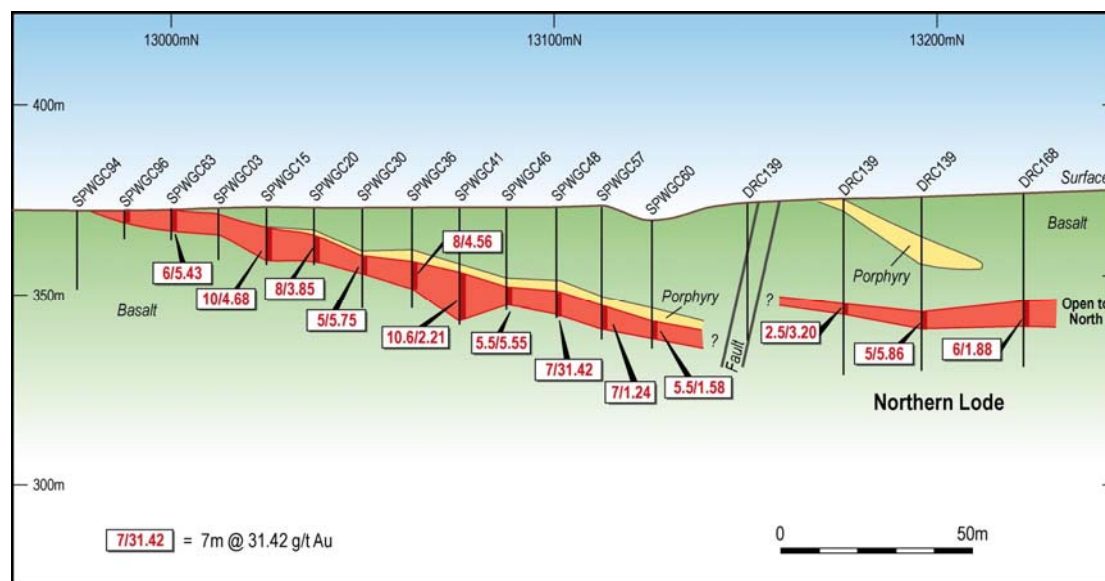 13000mN 13100mN 13200mN
400m
SPWGC94 SPWGC96 SPWGC63 SPWGC03 SPWGC15 SPWGC20 SPWGC30 SPWGC36 SPWGC41 SPWGC46 SPWGC48 SPWGC57 SPWGC60 DRC139 DRC139 DRC139 DRC168
Surface
Basalt
8/4.56
6/5.43
Porphyry
10/4.68
8/3.85
350m
Basalt
Porphyry
?
Open to
North
5/5.75
10.6/2.21
5.5/5.55
?
2.5/3.20
7/31.42
7/1.24
5.5/1.58
Fault
5/5.86
6/1.88
Northern Lode
300m
7/31.42 = 7m @ 31.42 g/t Au
0 50m